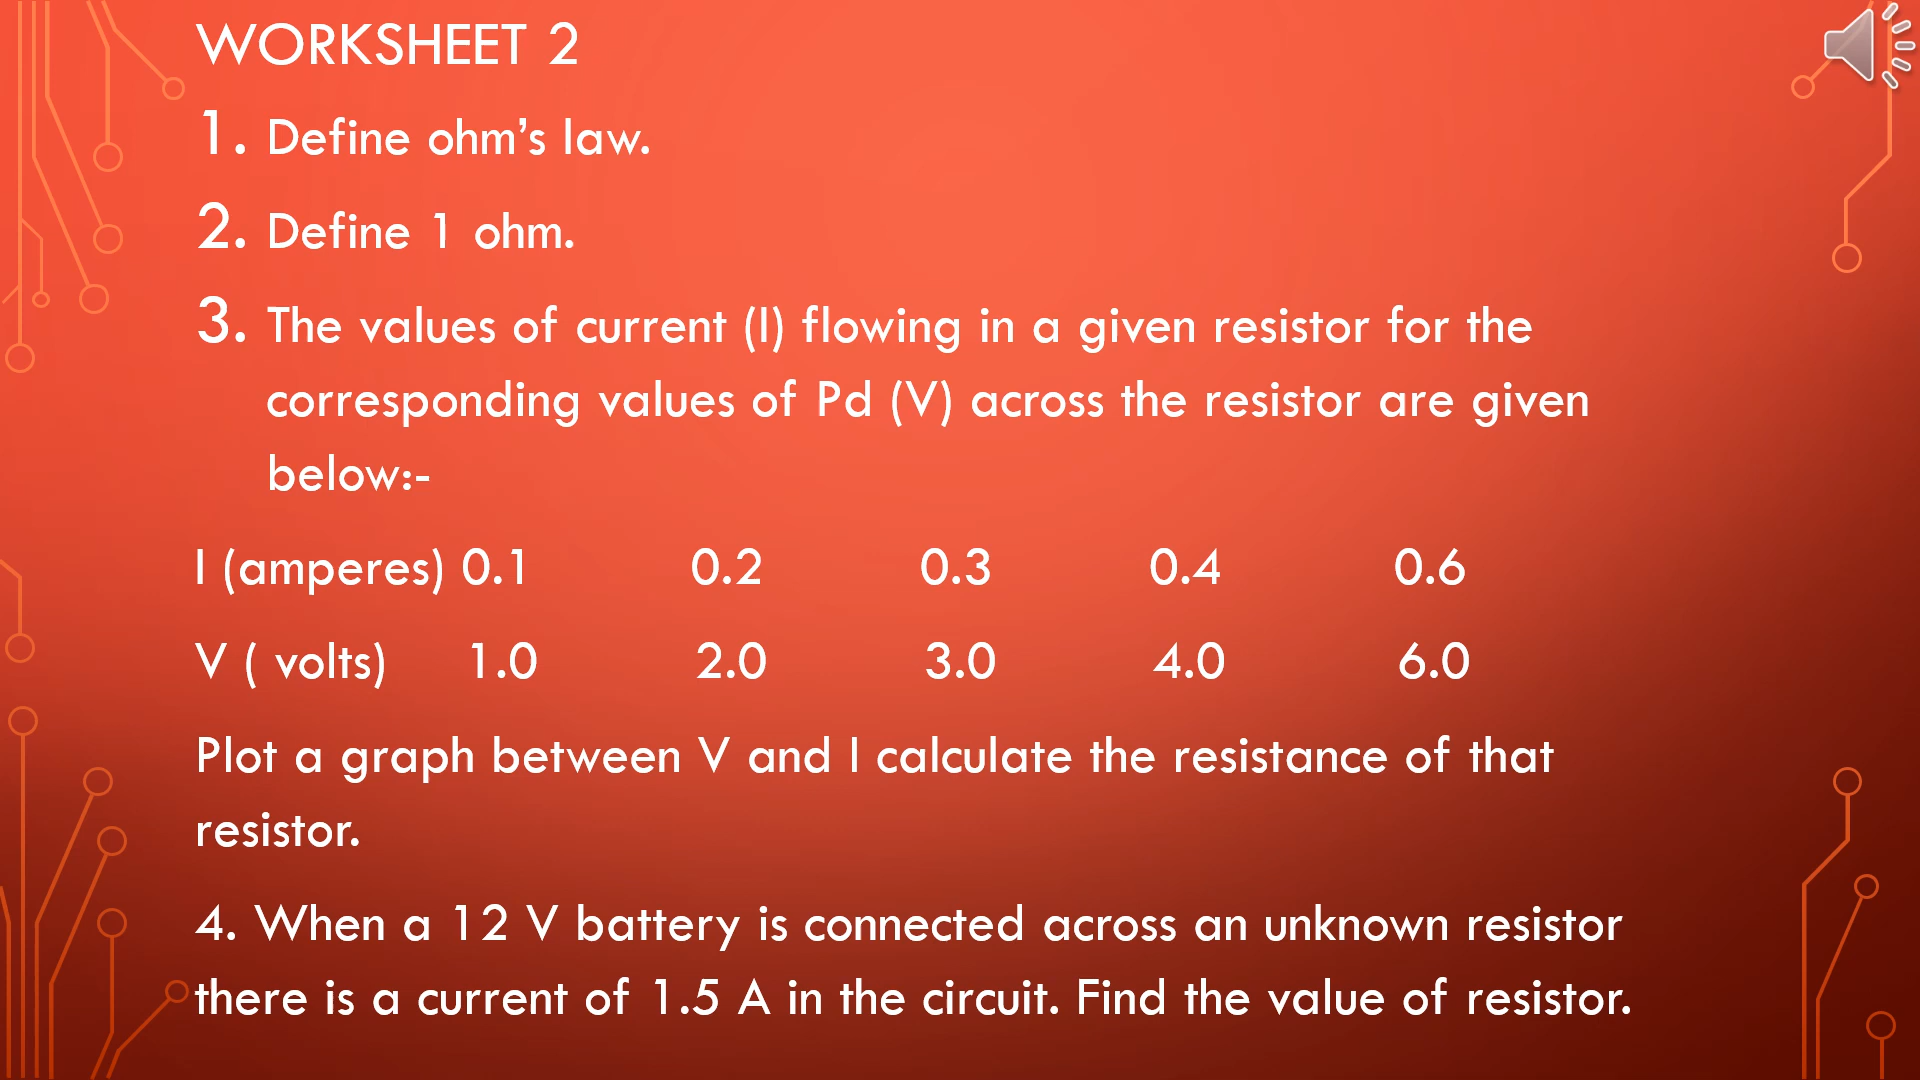 WORKSHEET 2
1. Define ohm's law.
2. Define 1 ohm.
3. The values of current (I) flowing in a given resistor for the
corresponding values of Pd (V) across the resistor are given
below:-
I (amperes) 0.1 0.2 0.3 0.4 0.6
V ( volts) 1.0 2.0 3.0 4.0 6.0
Plot a graph between V and I calculate the resistance of that
resistor.
4. When a 12 V battery is connected across an unknown resistor
there is a current of 1.5 A in the circuit. Find the value of resistor.